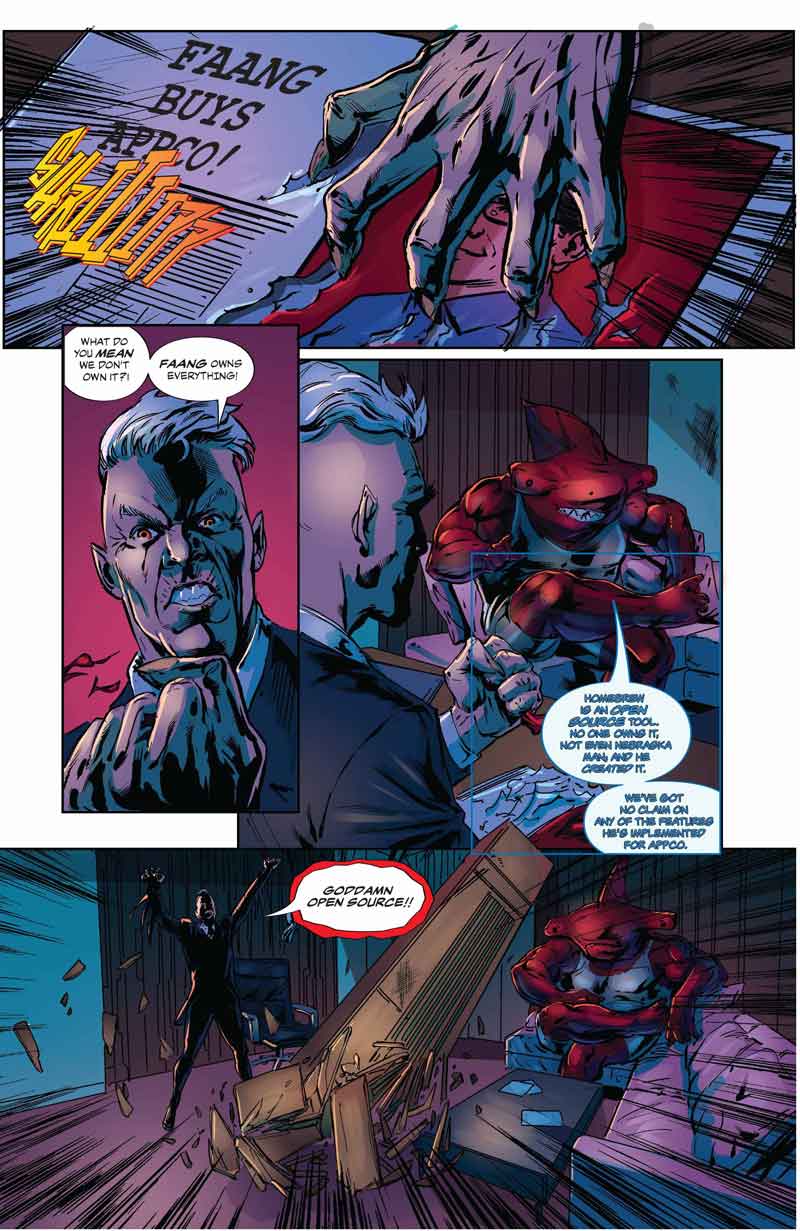 FAANG
BUYS
APPCO!
WHAT DO
YOU MEAN
WE DON'T
OWN IT?!
FAANG OWNS
EVERYTHING!
HOMEBREW
IS AN OPEN
SOURCE TOOL.
NO ONE OWNS IT,
NOT EVEN NEBRASKA
MAN, AND HE
CREATED IT.
WE'VE GOT
NO CLAIM ON
ANY OF THE FEATURES
HE'S IMPLEMENTED
FOR APPCO.
GODDAMN
OPEN SOURCE!!